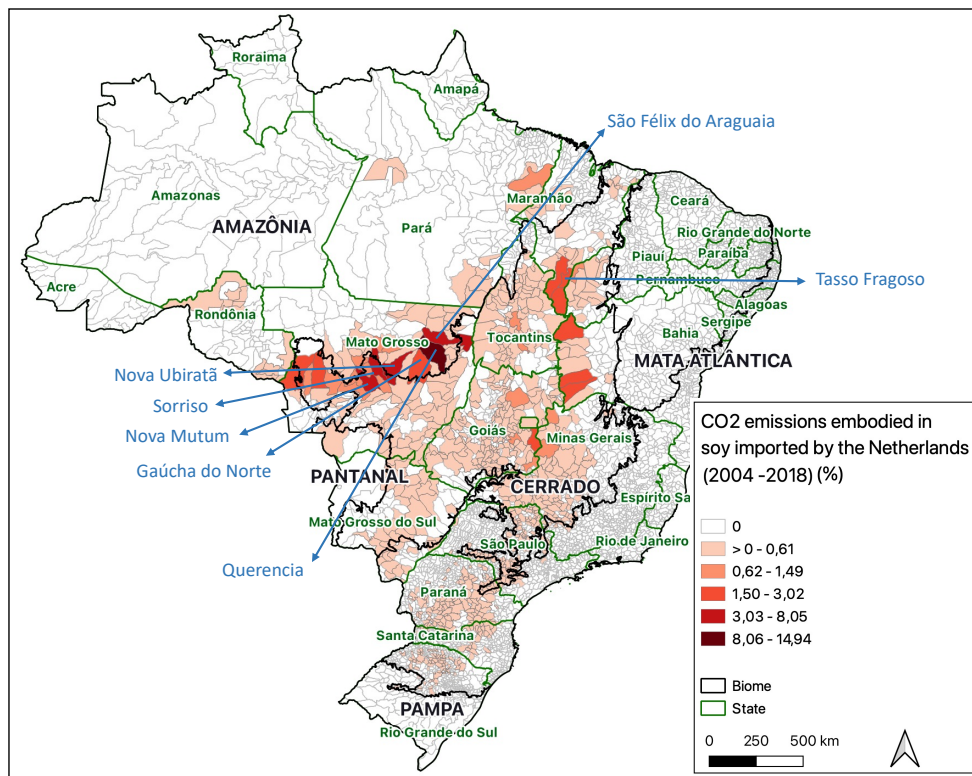 Roraima
Amapá
São Félix do Araguaia
Amazonas
Maranhão
Ceará
AMAZÔNIA
Pará
Rio Grande do Norte
Paraíba
Piauí
Pernambuco
Tasso Fragoso
Acre
Alagoas
Rondônia
Sergipe
Bahia
Mato Grosso
Tocantins
MATA ATLÂNTICA
Nova Ubiratã
Sorriso
Nova Mutum
Goiás
Minas Gerais
Gaúcha do Norte
PANTANAL
CERRADO
Espírito Sa
Mato Grosso do Sul
São Paulo
Rio de Janeiro
Querencia
Paraná
Santa Catarina
PAMPA
Rio Grande do Sul
CO2 emissions embodied in
soy imported by the Netherlands
(2004 -2018) (%)
0
> 0 - 0,61
0,62 - 1,49
1,50 - 3,02
3,03 - 8,05
8,06 - 14,94
Biome
State
0 250 500 km